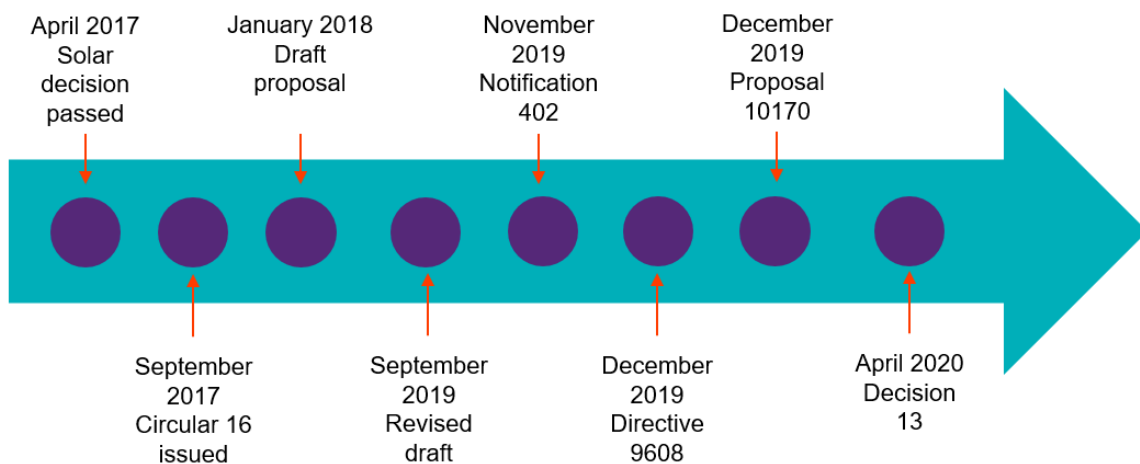 April 2017
Solar
decision
passed
September
2017
Circular 16
issued
January 2018
Draft
proposal
September
2019
Revised
draft
November
2019
Notification
402
December
2019
Directive
9608
December
2019
Proposal
10170
April 2020
Decision
13